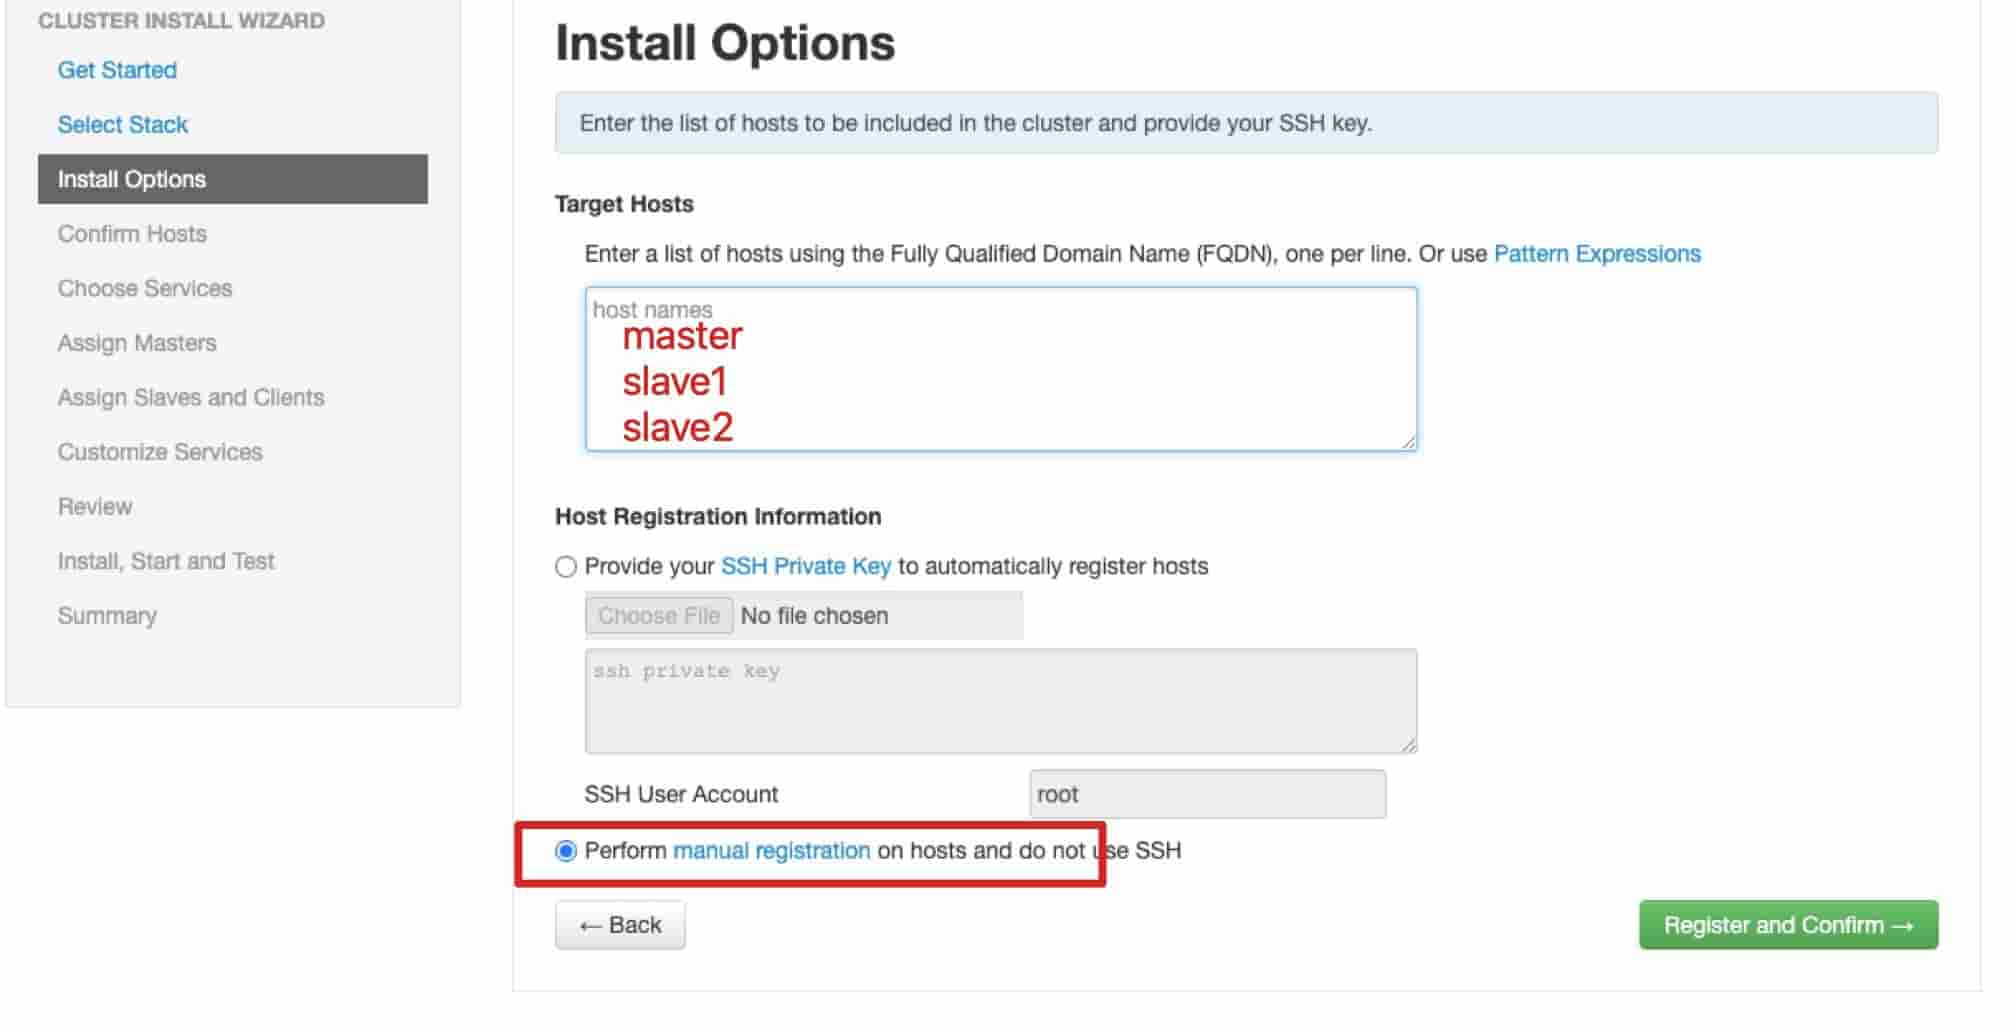 CLUSTER INSTALL WIZARD
Get Started
Select Stack
Install Options
Confirm Hosts
Choose Services
Assign Masters
Assign Slaves and Clients
Customize Services
Review
Install, Start and Test
Summary
Install Options
Enter the list of hosts to be included in the cluster and provide your SSH key.
Target Hosts
Enter a list of hosts using the Fully Qualified Domain Name (FQDN), one per line. Or use Pattern Expressions
host names
master
slave1
slave2
Host Registration Information
Provide your SSH Private Key to automatically register hosts
Choose File No file chosen
ssh private key
SSH User Account root
Perform manual registration on hosts and do not use SSH
← Back
Register and Confirm →